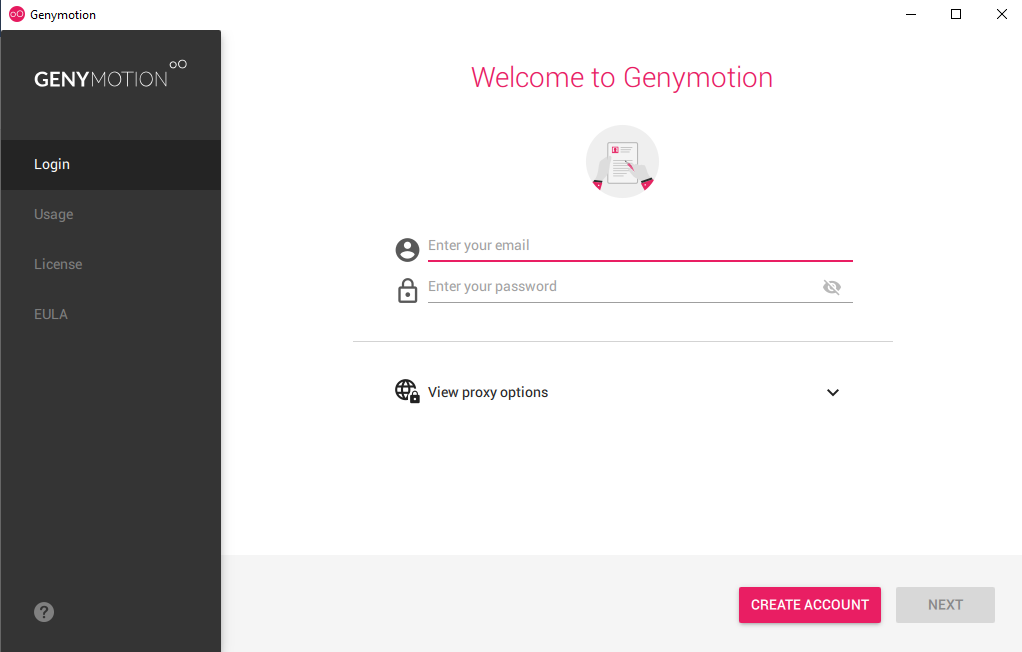 Genymotion
GENYMOTION
Login
Usage
License
EULA
Welcome to Genymotion
Enter your email
Enter your password
View proxy options
CREATE ACCOUNT
NEXT
?